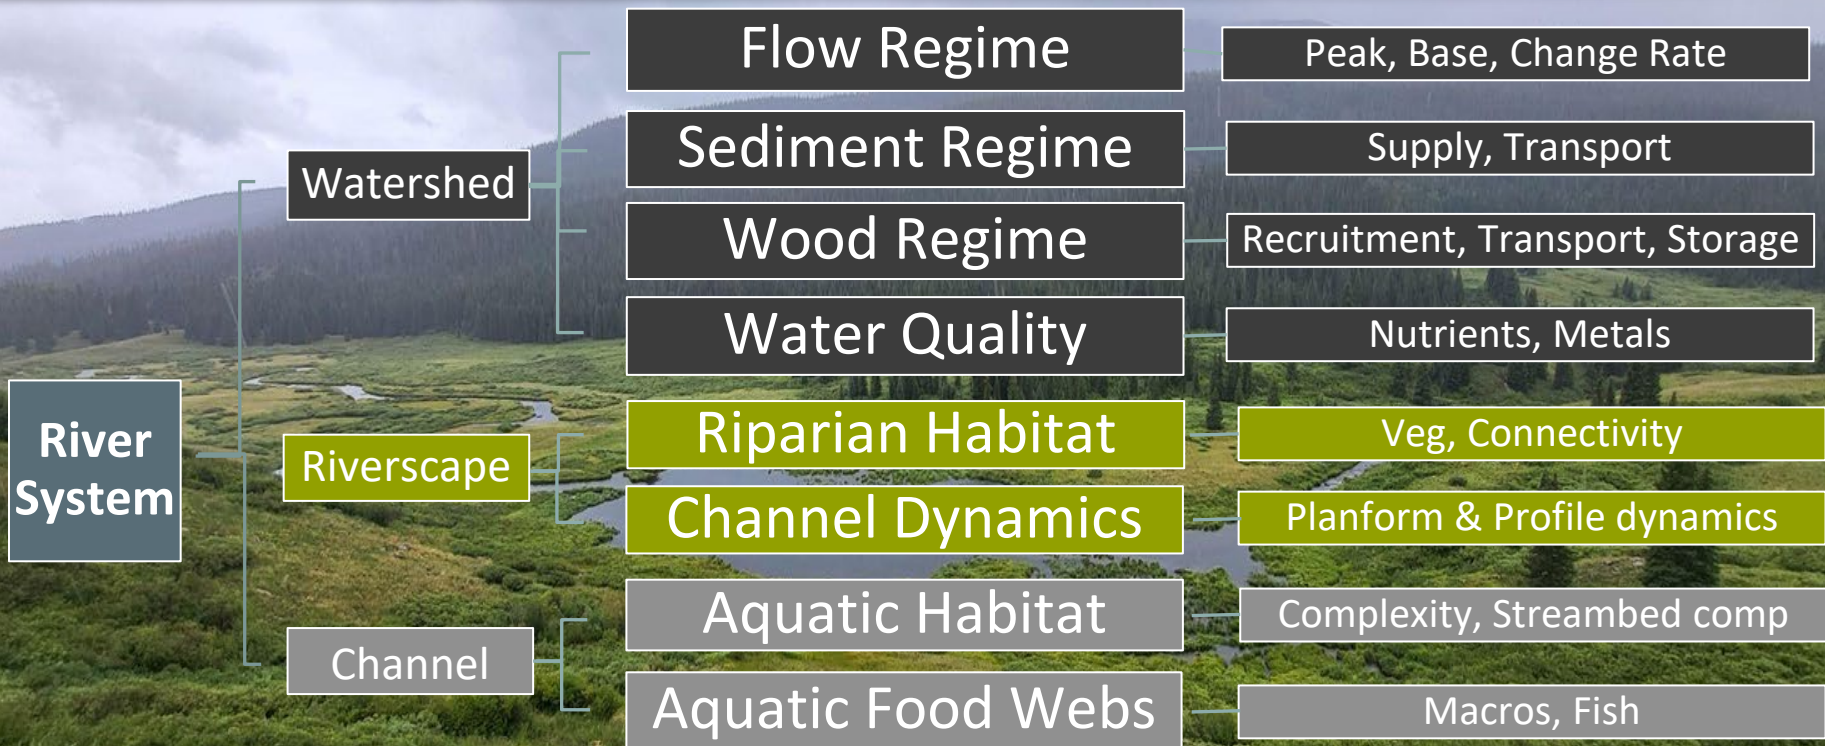 River
System
Watershed
Flow Regime
Peak, Base, Change Rate
Sediment Regime
Supply, Transport
Wood Regime
Recruitment, Transport, Storage
Water Quality
Nutrients, Metals
Riverscape
Riparian Habitat
Veg, Connectivity
Channel Dynamics
Planform & Profile dynamics
Channel
Aquatic Habitat
Complexity, Streambed comp
Aquatic Food Webs
Macros, Fish